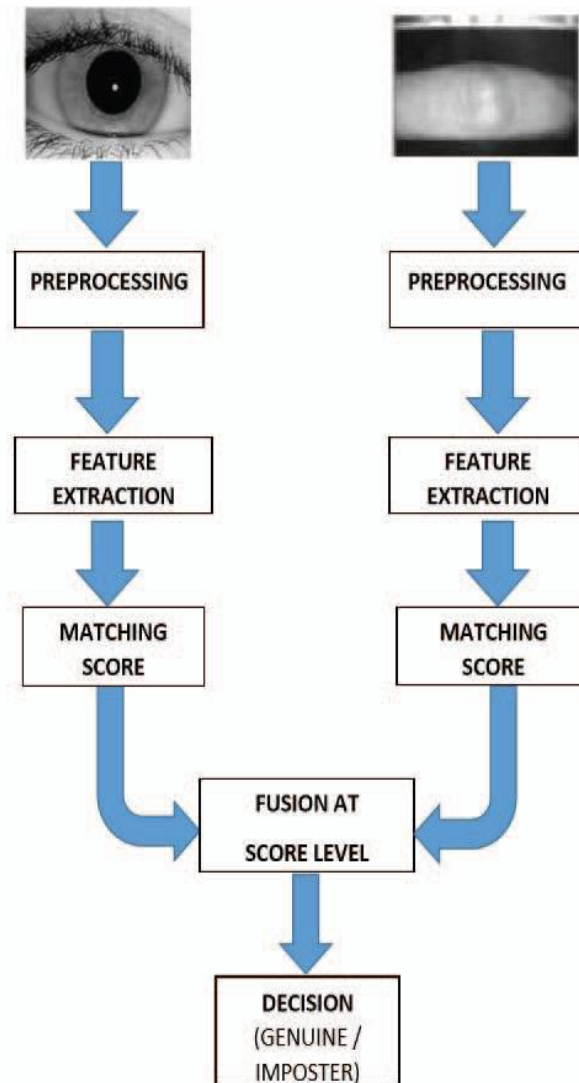 PREPROCESSING
PREPROCESSING
FEATURE
EXTRACTION
FEATURE
EXTRACTION
MATCHING
SCORE
MATCHING
SCORE
FUSION AT
SCORE LEVEL
DECISION
(GENUINE /
IMPOSTER)